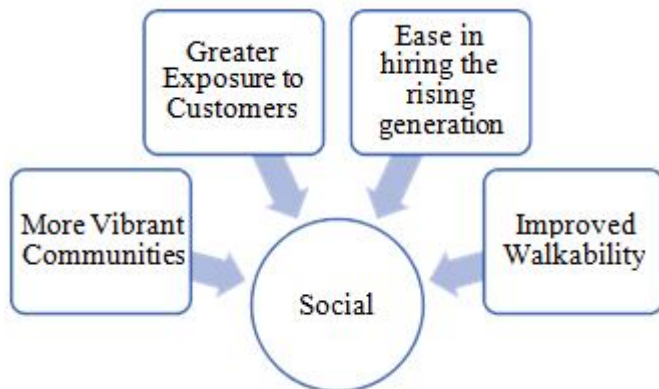 Greater
Exposure to
Customers
Ease in
hiring the
rising
generation
More Vibrant
Communities
Improved
Walkability
Social